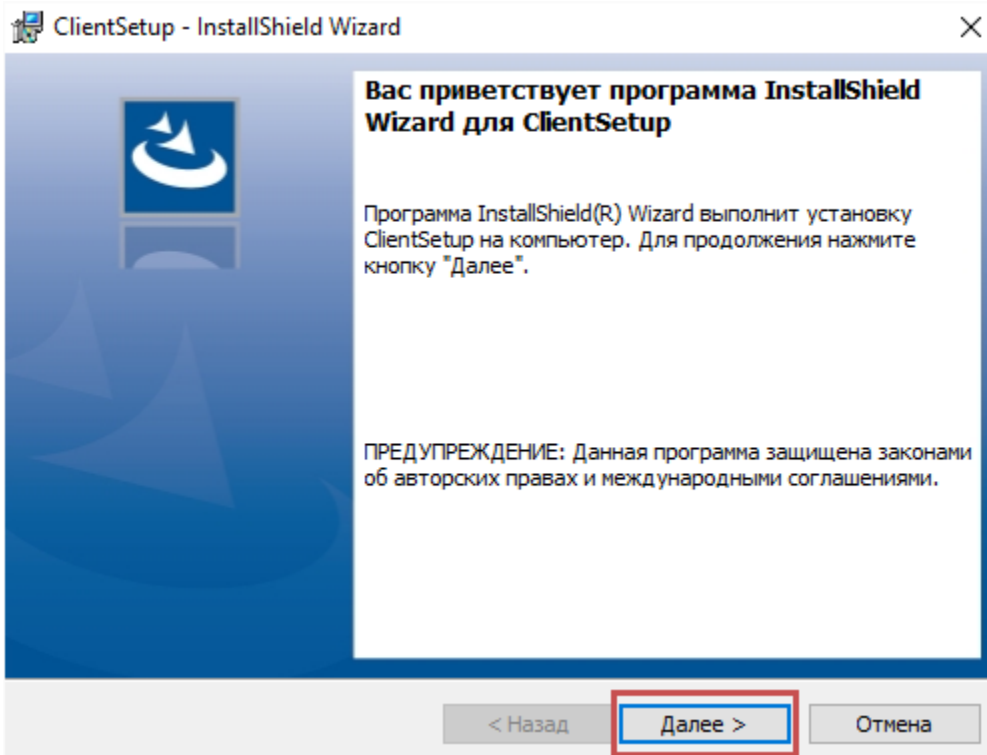 ClientSetup - InstallShield Wizard
Вас приветствует программа InstallShield
Wizard для ClientSetup
Программа InstallShield(R) Wizard выполнит установку
ClientSetup на компьютер. Для продолжения нажмите
кнопку "Далее".
ПРЕДУПРЕЖДЕНИЕ: Данная программа защищена законами
об авторских правах и международными соглашениями.
< Назад
Далее >
Отмена